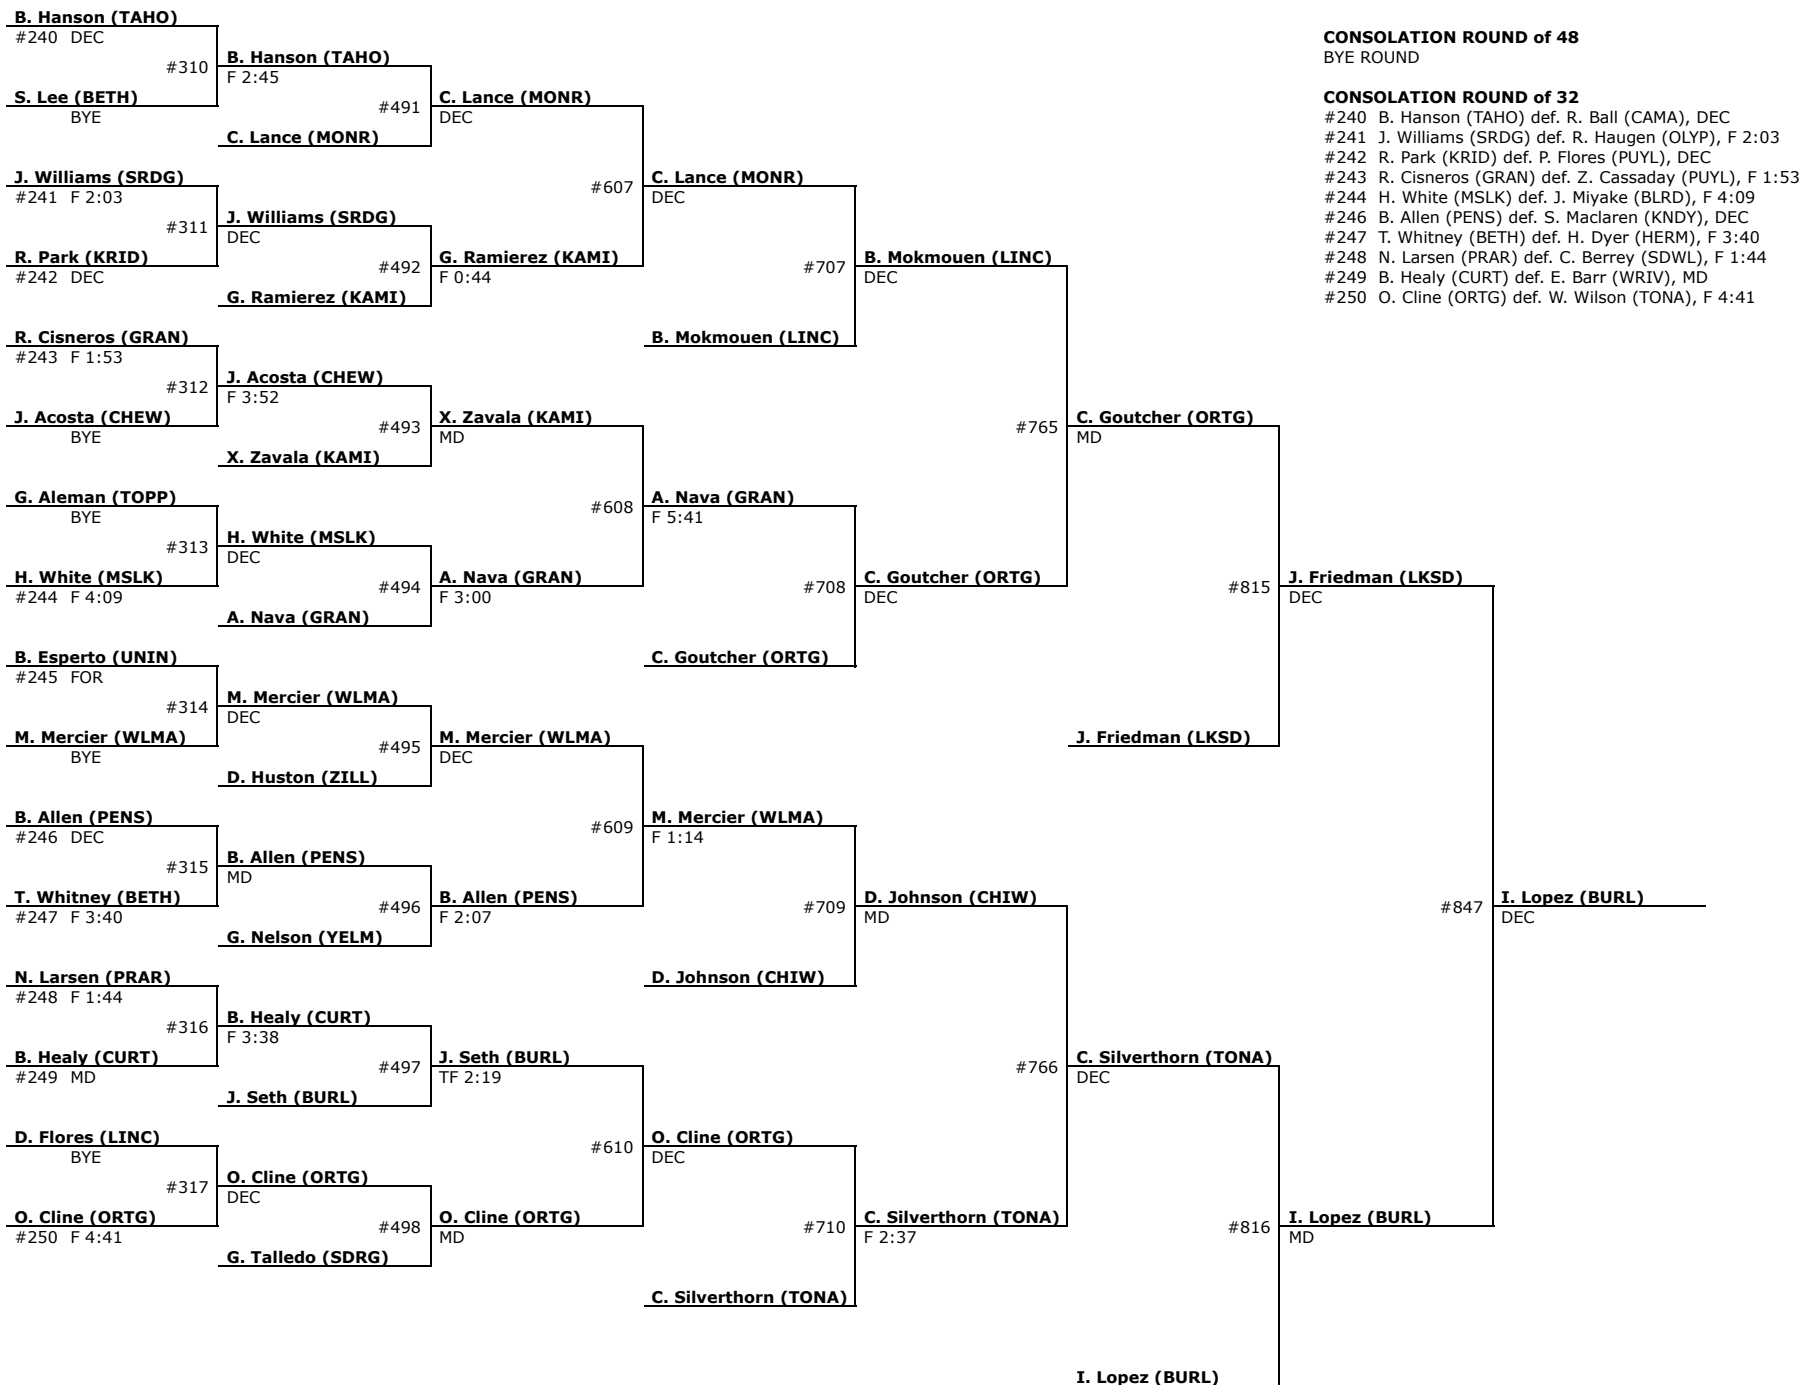 B. Hanson (TAHO)
#240 DEC
#310
S. Lee (BETH)
BYE
J. Williams (SRDG)
#241 F 2:03
#311
R. Park (KRID)
#242 DEC
R. Cisneros (GRAN)
#243 F 1:53
#312
J. Acosta (CHEW)
BYE
G. Aleman (TOPP)
BYE
#313
H. White (MSLK)
#244 F 4:09
B. Esperto (UNIN)
#245 FOR
#314
M. Mercier (WLMA)
BYE
B. Allen (PENS)
#246 DEC
#315
T. Whitney (BETH)
#247 F 3:40
N. Larsen (PRAR)
#248 F 1:44
#316
B. Healy (CURT)
#249 MD
D. Flores (LINC)
BYE
#317
O. Cline (ORTG)
#250 F 4:41
B. Hanson (TAHO)
F 2:45
#491
C. Lance (MONR)
J. Williams (SRDG)
DEC
#492
G. Ramierez (KAMI)
J. Acosta (CHEW)
F 3:52
#493
X. Zavala (KAMI)
H. White (MSLK)
DEC
#494
A. Nava (GRAN)
M. Mercier (WLMA)
DEC
#495
D. Huston (ZILL)
B. Allen (PENS)
MD
#496
G. Nelson (YELM)
B. Healy (CURT)
F 3:38
#497
J. Seth (BURL)
O. Cline (ORTG)
DEC
#498
G. Talledo (SDRG)
C. Lance (MONR)
DEC
#607
G. Ramierez (KAMI)
F 0:44
X. Zavala (KAMI)
MD
#608
A. Nava (GRAN)
F 3:00
M. Mercier (WLMA)
DEC
#609
B. Allen (PENS)
F 2:07
J. Seth (BURL)
TF 2:19
#610
O. Cline (ORTG)
MD
C. Lance (MONR)
DEC
#707
B. Mokmouen (LINC)
A. Nava (GRAN)
F 5:41
#708
C. Goutcher (ORTG)
M. Mercier (WLMA)
F 1:14
#709
D. Johnson (CHIW)
O. Cline (ORTG)
DEC
#710
C. Silverthorn (TONA)
B. Mokmouen (LINC)
DEC
#765
C. Goutcher (ORTG)
DEC
D. Johnson (CHIW)
MD
#766
C. Silverthorn (TONA)
F 2:37
C. Goutcher (ORTG)
MD
#815
J. Friedman (LKSD)
C. Silverthorn (TONA)
DEC
#816
I. Lopez (BURL)
J. Friedman (LKSD)
DEC
#847
I. Lopez (BURL)
MD
I. Lopez (BURL)
DEC
CONSOLATION ROUND of 48
BYE ROUND
CONSOLATION ROUND of 32
#240 B. Hanson (TAHO) def. R. Ball (CAMA), DEC
#241 J. Williams (SRDG) def. R. Haugen (OLYP), F 2:03
#242 R. Park (KRID) def. P. Flores (PUYL), DEC
#243 R. Cisneros (GRAN) def. Z. Cassaday (PUYL), F 1:53
#244 H. White (MSLK) def. J. Miyake (BLRD), F 4:09
#246 B. Allen (PENS) def. S. Maclaren (KNDY), DEC
#247 T. Whitney (BETH) def. H. Dyer (HERM), F 3:40
#248 N. Larsen (PRAR) def. C. Berrey (SDWL), F 1:44
#249 B. Healy (CURT) def. E. Barr (WRIV), MD
#250 O. Cline (ORTG) def. W. Wilson (TONA), F 4:41